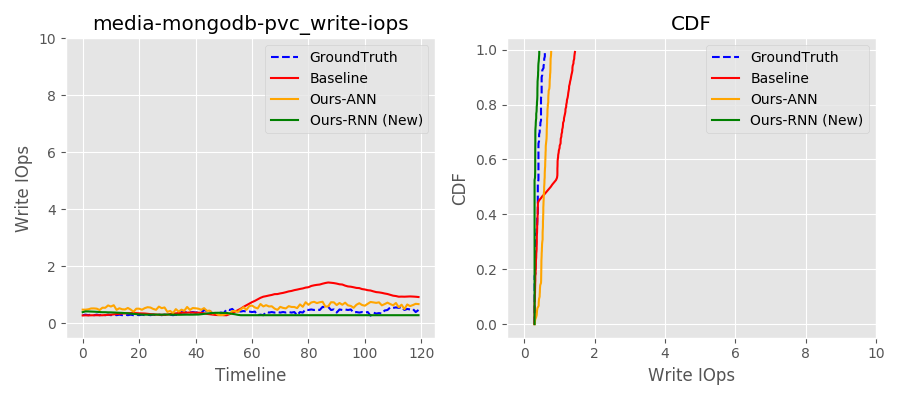 media-mongodb-pvc_write-iops
Write IOps
10
8
6
4
2
0
0 20 40 60 80 100 120
Timeline
GroundTruth
Baseline
Ours-ANN
Ours-RNN (New)
CDF
CDF
1.0
0.8
0.6
0.4
0.2
0.0
0 2 4 6 8 10
Write IOps
GroundTruth
Baseline
Ours-ANN
Ours-RNN (New)